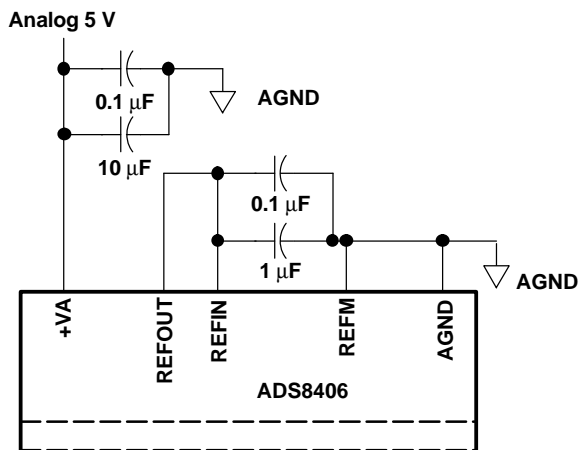 Analog 5 V
0.1 μF
AGND
10 μF
0.1 μF
1 μF
AGND
+VA
REFOUT
REFIN
REFM
AGND
ADS8406